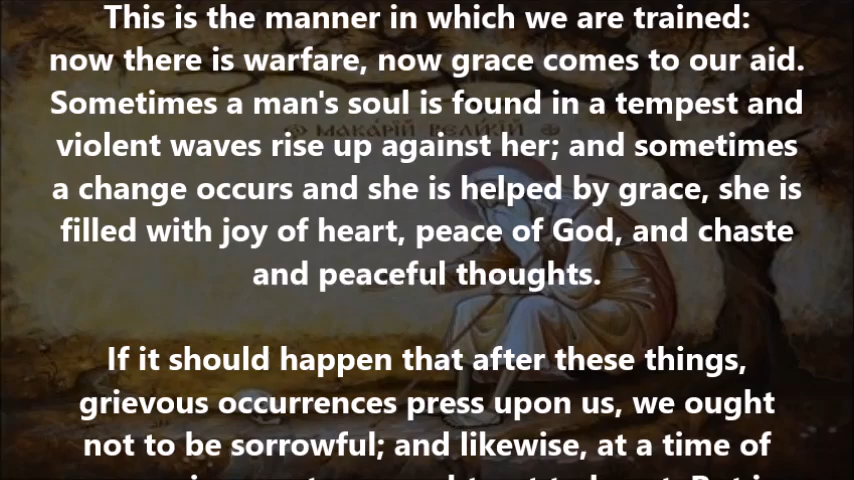 This is the manner in which we are trained:
now there is warfare, now grace comes to our aid.
Sometimes a man's soul is found in a tempest and
МАКА́РІЙ ВЕЛИ́КІЙ
violent waves rise up against her; and sometimes
a change occurs and she is helped by grace, she is
filled with joy of heart, peace of God, and chaste
and peaceful thoughts.
If it should happen that after these things,
grievous occurrences press upon us, we ought
not to be sorrowful; and likewise, at a time of